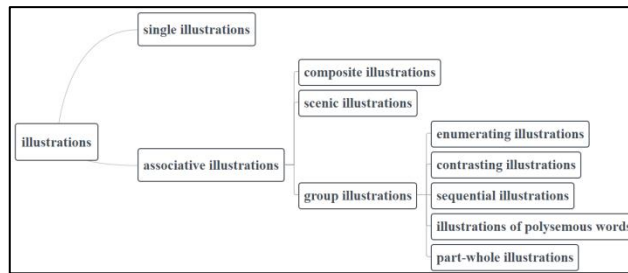 single illustrations
composite illustrations
scenic illustrations
illustrations
enumerating illustrations
associative illustrations
contrasting illustrations
group illustrations
sequential illustrations
illustrations of polysemous words
part-whole illustrations